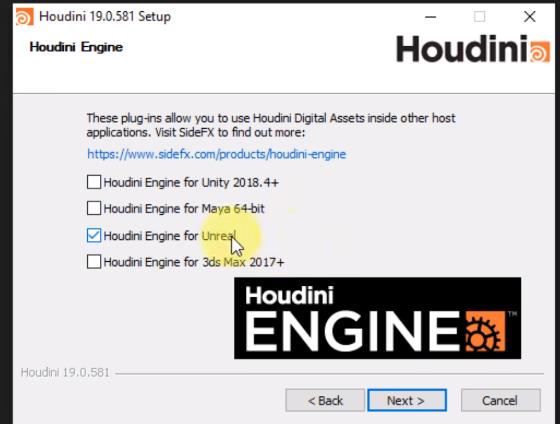 Houdini 19.0.581 Setup
Houdini Engine
Houdini
These plug-ins allow you to use Houdini Digital Assets inside other host
applications. Visit SideFX to find out more:
https://www.sidefx.com/products/houdini-engine
Houdini Engine for Unity 2018.4+
Houdini Engine for Maya 64-bit
Houdini Engine for Unreal
Houdini Engine for 3ds Max 2017+
Houdini
ENGINE™
Houdini 19.0.581
< Back
Next >
Cancel